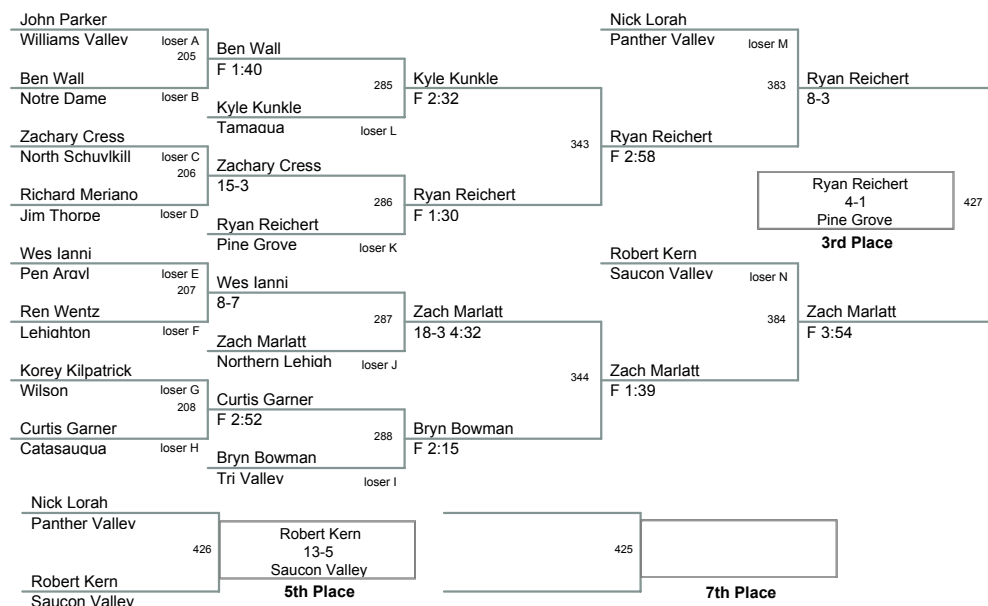 John Parker
Williams Valley
loser A
205
Ben Wall
F 1:40
Ben Wall
Notre Dame
loser B
285
Kyle Kunkle
F 2:32
Kyle Kunkle
Tamaqua
loser L
Zachary Cress
North Schuylkill
loser C
206
Zachary Cress
15-3
Richard Meriano
Jim Thorpe
loser D
286
Ryan Reichert
F 1:30
Ryan Reichert
Pine Grove
loser K
343
Ryan Reichert
F 2:58
Nick Lorah
Panther Valley
loser M
383
Ryan Reichert
8-3
Ryan Reichert
4-1
Pine Grove
427
3rd Place
Wes Ianni
Pen Argyl
loser E
207
Wes Ianni
8-7
Ren Wentz
Lehighton
loser F
287
Zach Marlatt
18-3 4:32
Zach Marlatt
Northern Lehigh
loser J
Korey Kilpatrick
Wilson
loser G
208
Curtis Garner
F 2:52
Curtis Garner
Catasauqua
loser H
288
Bryn Bowman
F 2:15
Bryn Bowman
Tri Valley
loser I
344
Zach Marlatt
F 1:39
Robert Kern
Saucon Valley
loser N
384
Zach Marlatt
F 3:54
Nick Lorah
Panther Valley
426
Robert Kern
Saucon Valley
Robert Kern
13-5
Saucon Valley
5th Place
425
7th Place